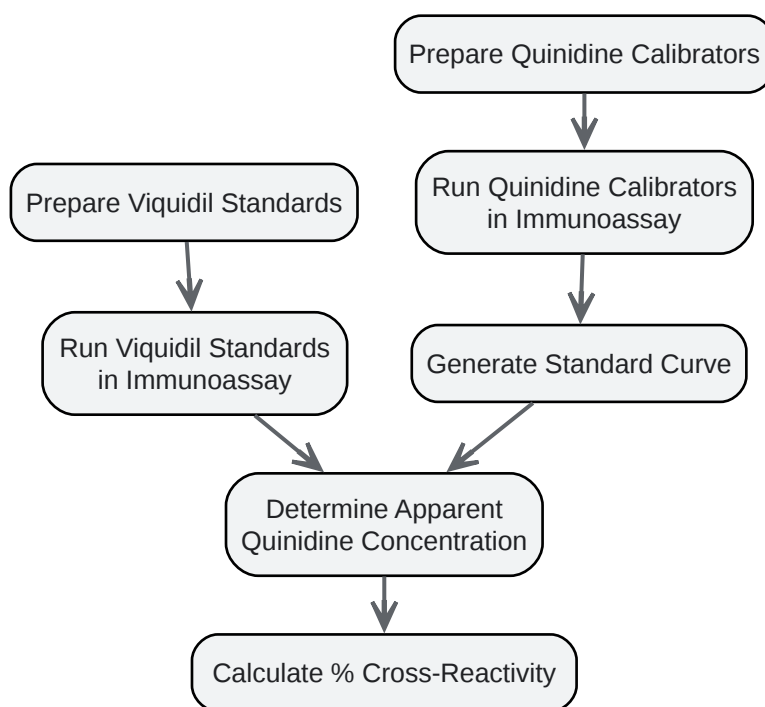 Prepare Quinidine Calibrators
Prepare Viquidil Standards
Run Quinidine Calibrators
in Immunoassay
Run Viquidil Standards
in Immunoassay
Generate Standard Curve
Determine Apparent
Quinidine Concentration
Calculate % Cross-Reactivity